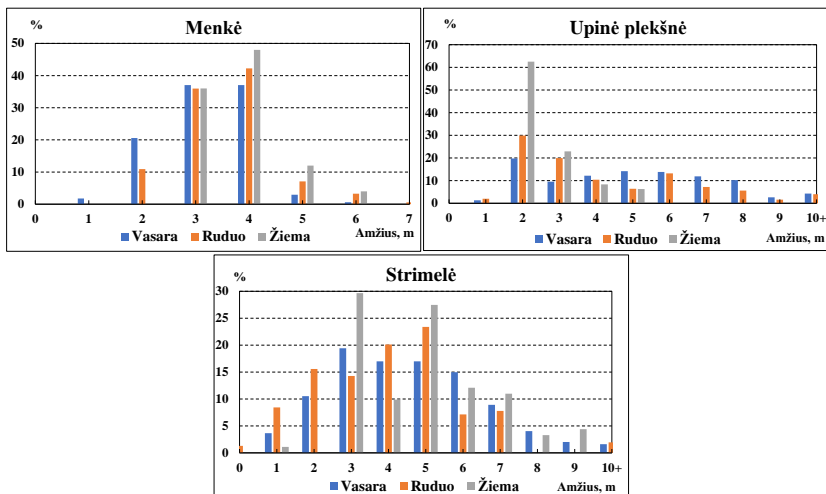 Menkė
%
50
40
30
20
10
0
0 1 2 3 4 5 6 7
Amžius, m
Vasara Ruduo Žiema
Upinė plekšnė
%
70
60
50
40
30
20
10
0
0 1 2 3 4 5 6 7 8 9 10+
Amžius, m
Vasara Ruduo Žiema
Strimelė
%
30
25
20
15
10
5
0
0 1 2 3 4 5 6 7 8 9 10+
Vasara Ruduo Žiema Amžius, m